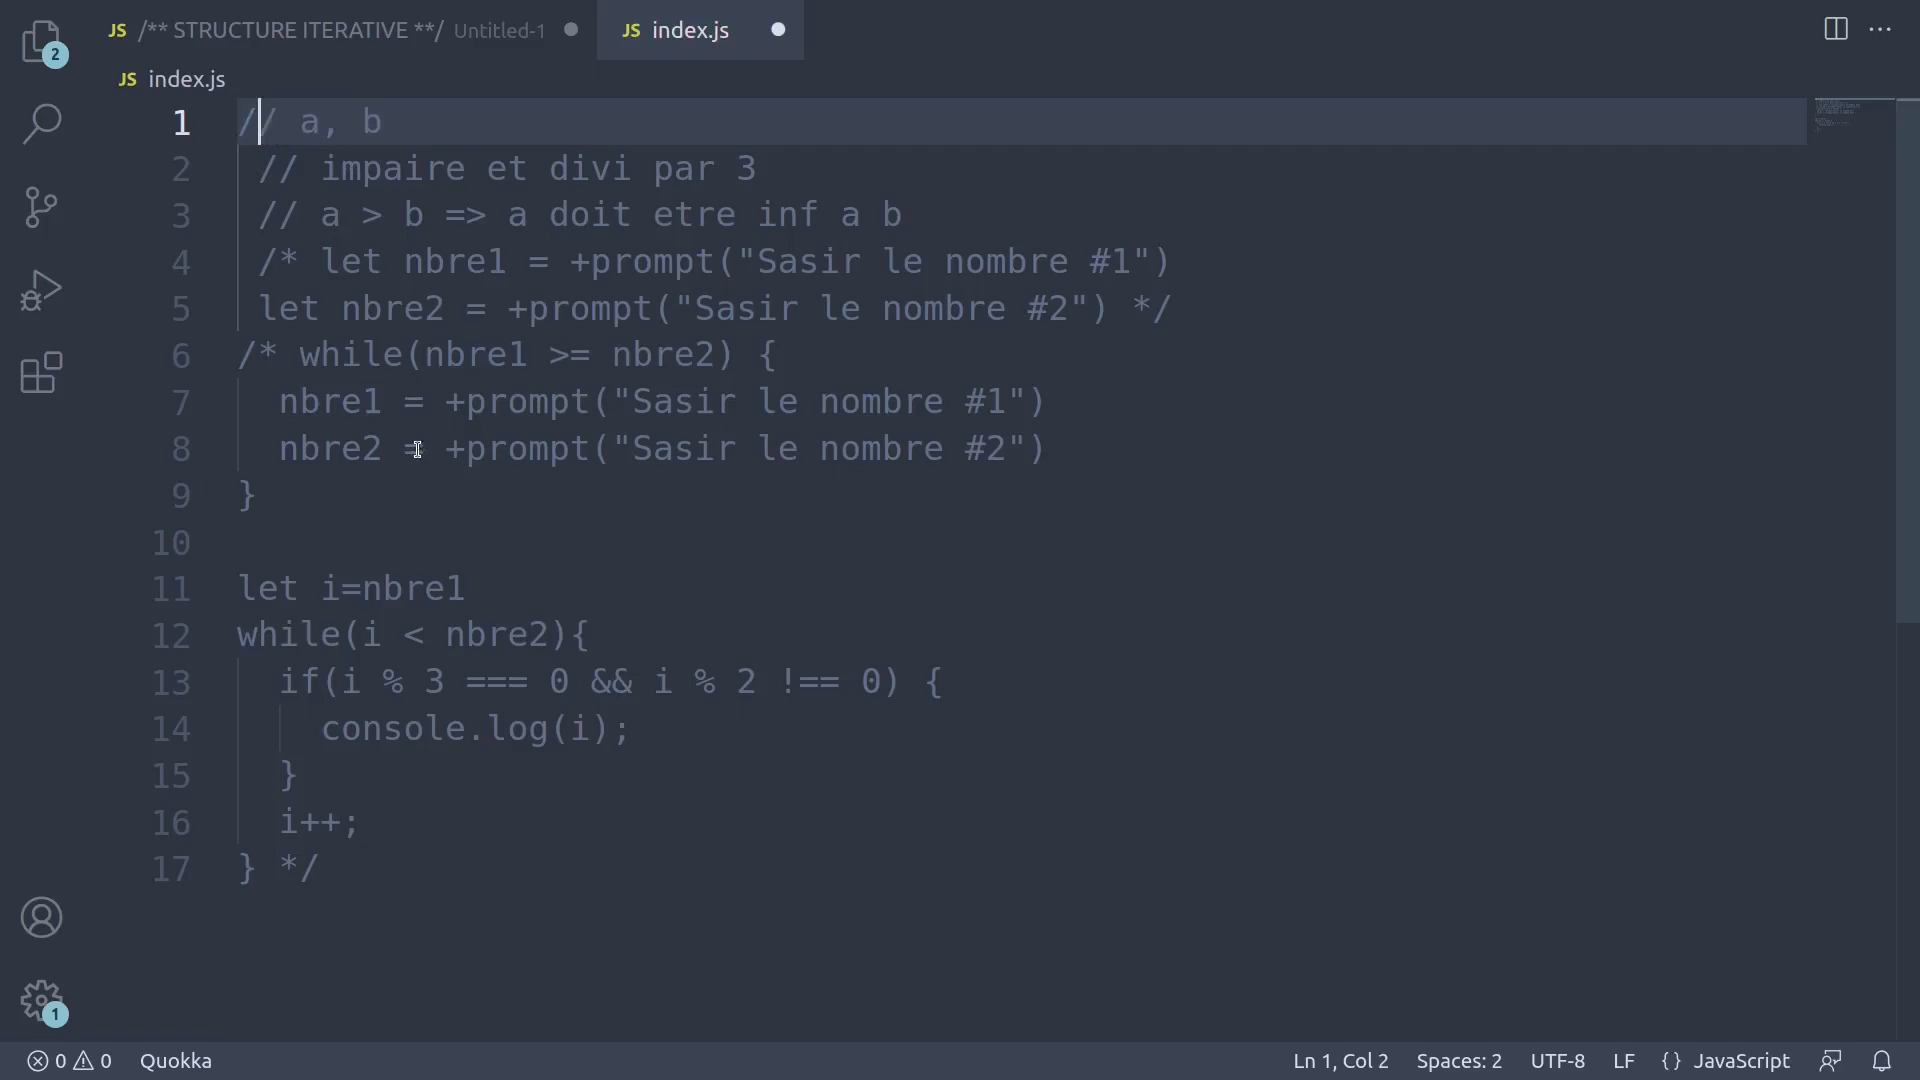 JS /** STRUCTURE ITERATIVE **/ Untitled-1
JS index.js
JS index.js
2
1 // a, b
2 // impaire et divi par 3
3 // a > b => a doit etre inf a b
4 /* let nbre1 = +prompt("Sasir le nombre #1")
5 let nbre2 = +prompt("Sasir le nombre #2") */
6 /* while(nbre1 >= nbre2) {
7 nbre1 = +prompt("Sasir le nombre #1")
8 nbre2 = +prompt("Sasir le nombre #2")
9 }
10
11 let i=nbre1
12 while(i < nbre2){
13 if(i % 3 === 0 && i % 2 !== 0) {
14 console.log(i);
15 }
16 i++;
17 } */
1
0 0 Quokka Ln 1, Col 2 Spaces: 2 UTF-8 LF {} JavaScript